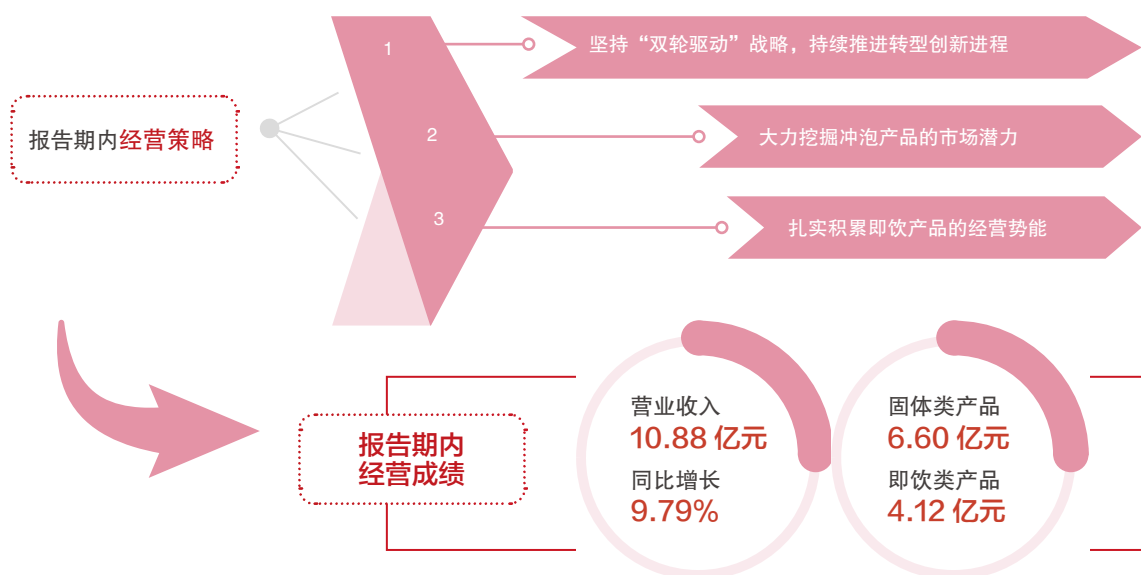 1
坚持“双轮驱动”战略，持续推进转型创新进程
报告期内经营策略
2
大力挖掘冲泡产品的市场潜力
3
扎实积累即饮产品的经营势能
报告期内
经营成绩
营业收入
10.88 亿元
同比增长
9.79%
固体类产品
6.60 亿元
即饮类产品
4.12 亿元